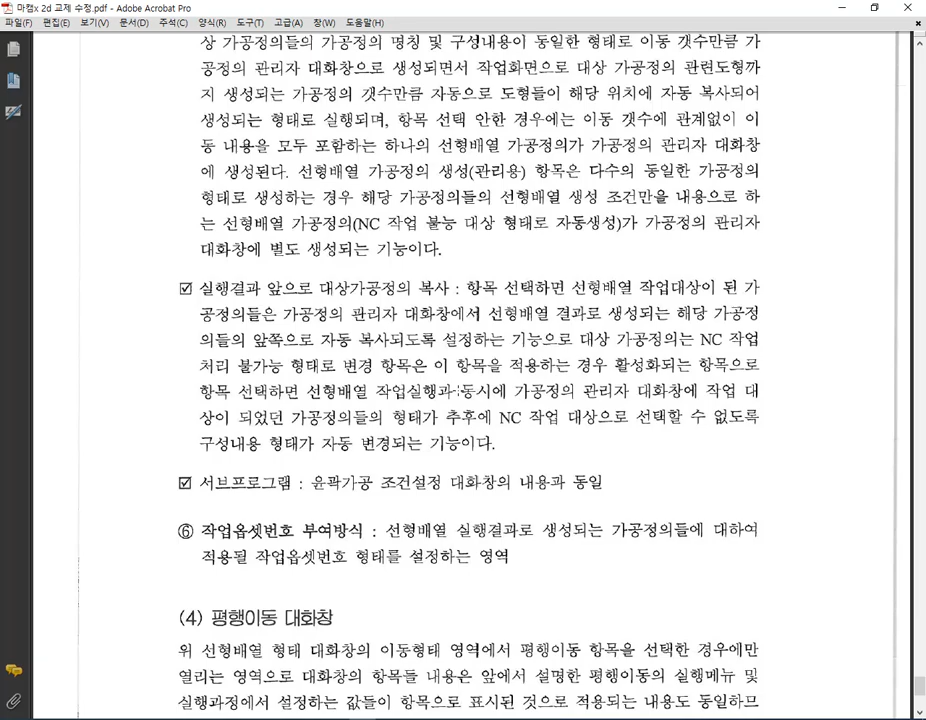 마캠x 2d 교제 수정.pdf - Adobe Acrobat Pro
파일(F) 편집(E) 보기(V) 문서(D) 주석(C) 양식(R) 도구(T) 고급(A) 창(W) 도움말(H)
상 가공정의들의 가공정의 명칭 및 구성내용이 동일한 형태로 이동 갯수만큼 가
공정의 관리자 대화창으로 생성되면서 작업화면으로 대상 가공정의 관련도형까
지 생성되는 가공정의 갯수만큼 자동으로 도형들이 해당 위치에 자동 복사되어
생성되는 형태로 실행되며, 항목 선택 안한 경우에는 이동 갯수에 관계없이 이
동 내용을 모두 포함하는 하나의 선형배열 가공정의가 가공정의 관리자 대화창
에 생성된다. 선형배열 가공정의 생성(관리용) 항목은 다수의 동일한 가공정의
형태로 생성하는 경우 해당 가공정의들의 선형배열 생성 조건만을 내용으로 하
는 선형배열 가공정의(NC 작업 불능 대상 형태로 자동생성)가 가공정의 관리자
대화창에 별도 생성되는 기능이다.
☑ 실행결과 앞으로 대상가공정의 복사 : 항목 선택하면 선형배열 작업대상이 된 가
공정의들은 가공정의 관리자 대화창에서 선형배열 결과로 생성되는 해당 가공정
의들의 앞쪽으로 자동 복사되도록 설정하는 기능으로 대상 가공정의는 NC 작업
처리 불가능 형태로 변경 항목은 이 항목을 적용하는 경우 활성화되는 항목으로
항목 선택하면 선형배열 작업실행과 동시에 가공정의 관리자 대화창에 작업 대
상이 되었던 가공정의들의 형태가 추후에 NC 작업 대상으로 선택할 수 없도록
구성내용 형태가 자동 변경되는 기능이다.
☑ 서브프로그램 : 윤곽가공 조건설정 대화창의 내용과 동일
⑥ 작업옵셋번호 부여방식 : 선형배열 실행결과로 생성되는 가공정의들에 대하여
적용될 작업옵셋번호 형태를 설정하는 영역
(4) 평행이동 대화창
위 선형배열 형태 대화창의 이동형태 영역에서 평행이동 항목을 선택한 경우에만
열리는 영역으로 대화창의 항목들 내용은 앞에서 설명한 평행이동의 실행메뉴 및
실행과정에서 설정하는 값들이 항목으로 표시된 것으로 적용되는 내용도 동일하므